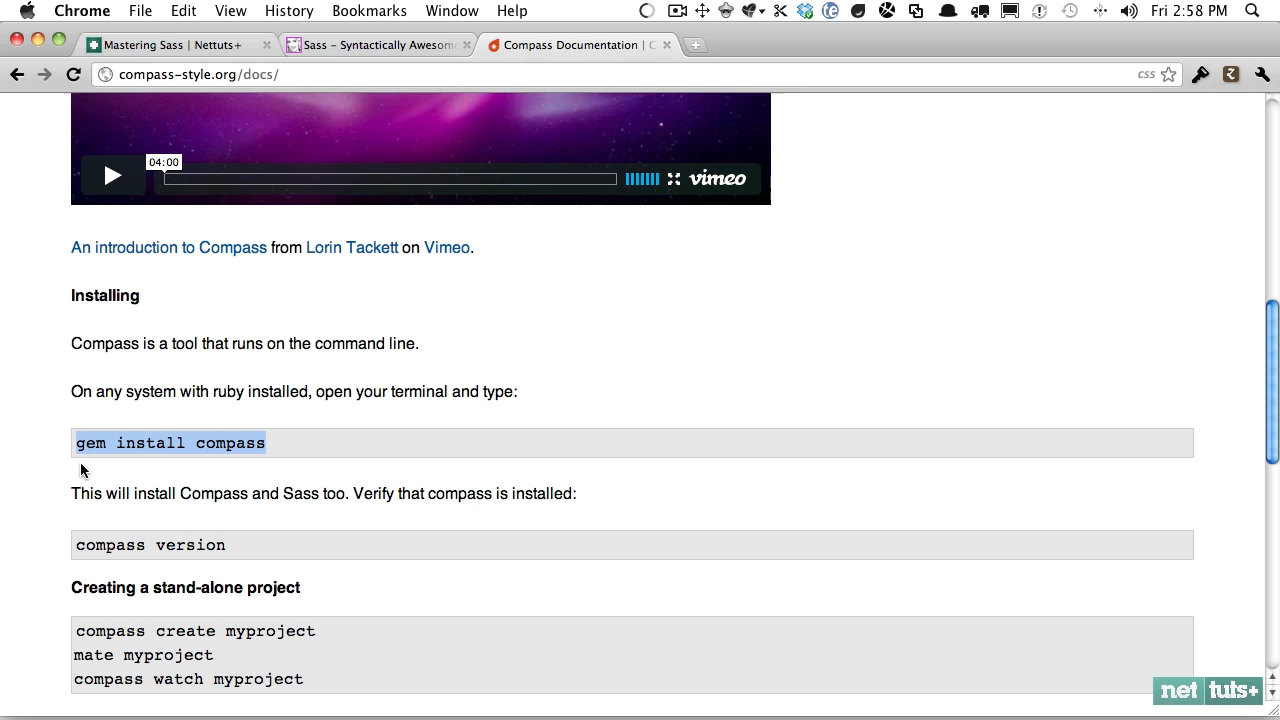 Chrome File Edit View History Bookmarks Window Help Fri 2:58 PM
Mastering Sass | Nettuts+ Sass - Syntactically Awesom Compass Documentation | C
compass-style.org/docs/ css
04:00
vimeo
An introduction to Compass from Lorin Tackett on Vimeo.
Installing
Compass is a tool that runs on the command line.
On any system with ruby installed, open your terminal and type:
gem install compass
This will install Compass and Sass too. Verify that compass is installed:
compass version
Creating a stand-alone project
compass create myproject
mate myproject
compass watch myproject
net tuts+